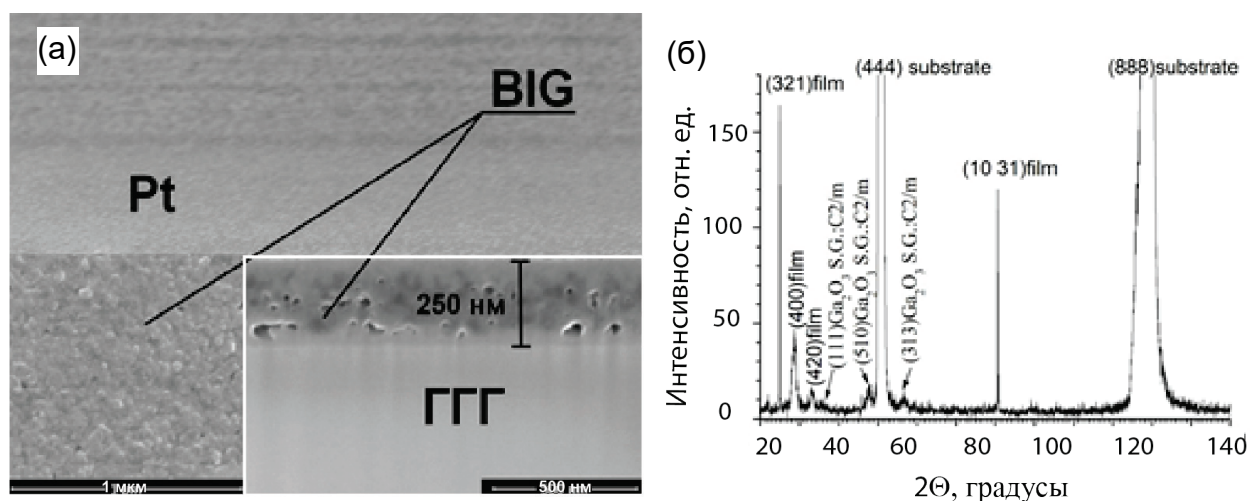 (а)
BIG
Pt
250 нм
ГГГ
1 мкм
500 нм
(б)
(321)film
(444) substrate
(888)substrate
(400)film
(420)film
(111)Ga2O3 S.G.:C2/m
(510)Ga2O3 S.G.:C2/m
(313)Ga2O3 S.G.:C2/m
(10 31)film
Интенсивность, отн. ед.
150
100
50
0
20 40 60 80 100 120 140
2Θ, градусы